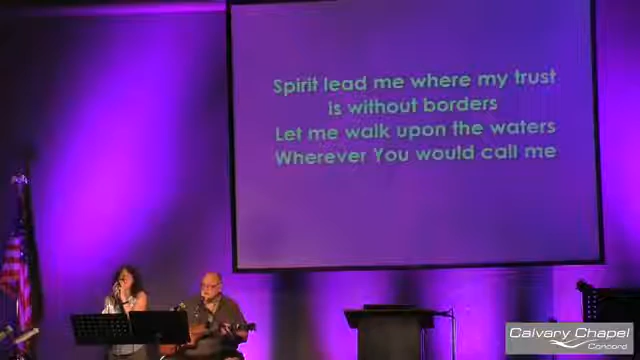 Spirit lead me where my trust
is without borders
Let me walk upon the waters
Wherever You would call me
Calvary Chapel
Concord